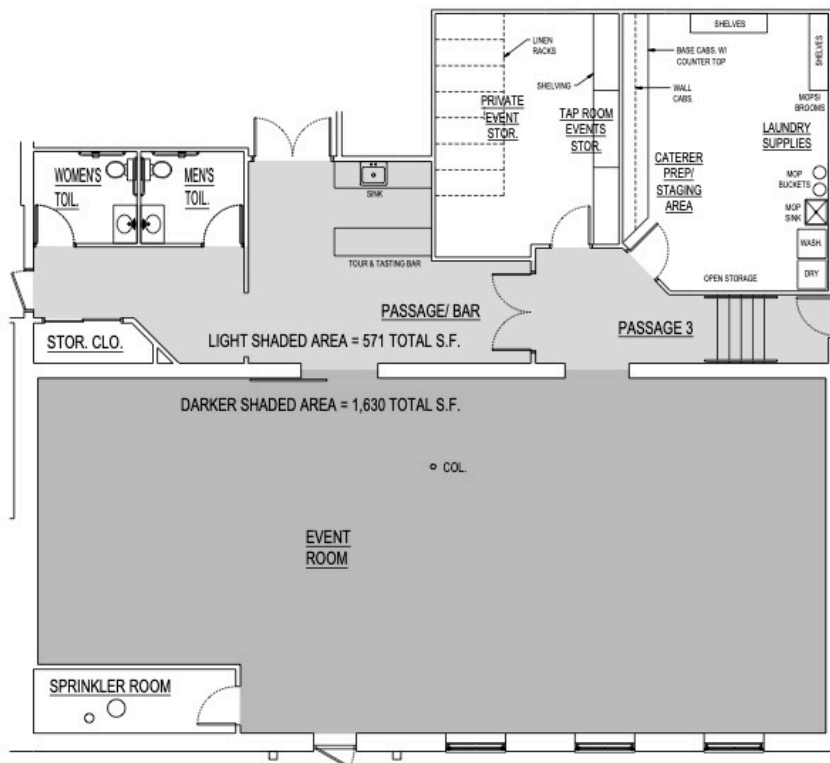 SHELVES
SHELVES
LINEN
RACKS
BASE CABS. W/
COUNTER TOP
SHELVING
WALL
CABS.
PRIVATE
EVENT
STOR.
TAP ROOM
EVENTS
STOR.
MOPS/
BROOMS
LAUNDRY
SUPPLIES
CATERER
PREP/
STAGING
AREA
MOP
BUCKETS
MOP
SINK
WASH.
DRY
OPEN STORAGE
WOMEN'S
TOIL.
MEN'S
TOIL.
SINK
TOUR & TASTING BAR
PASSAGE/ BAR
PASSAGE 3
STOR. CLO.
LIGHT SHADED AREA = 571 TOTAL S.F.
DARKER SHADED AREA = 1,630 TOTAL S.F.
COL.
EVENT
ROOM
SPRINKLER ROOM